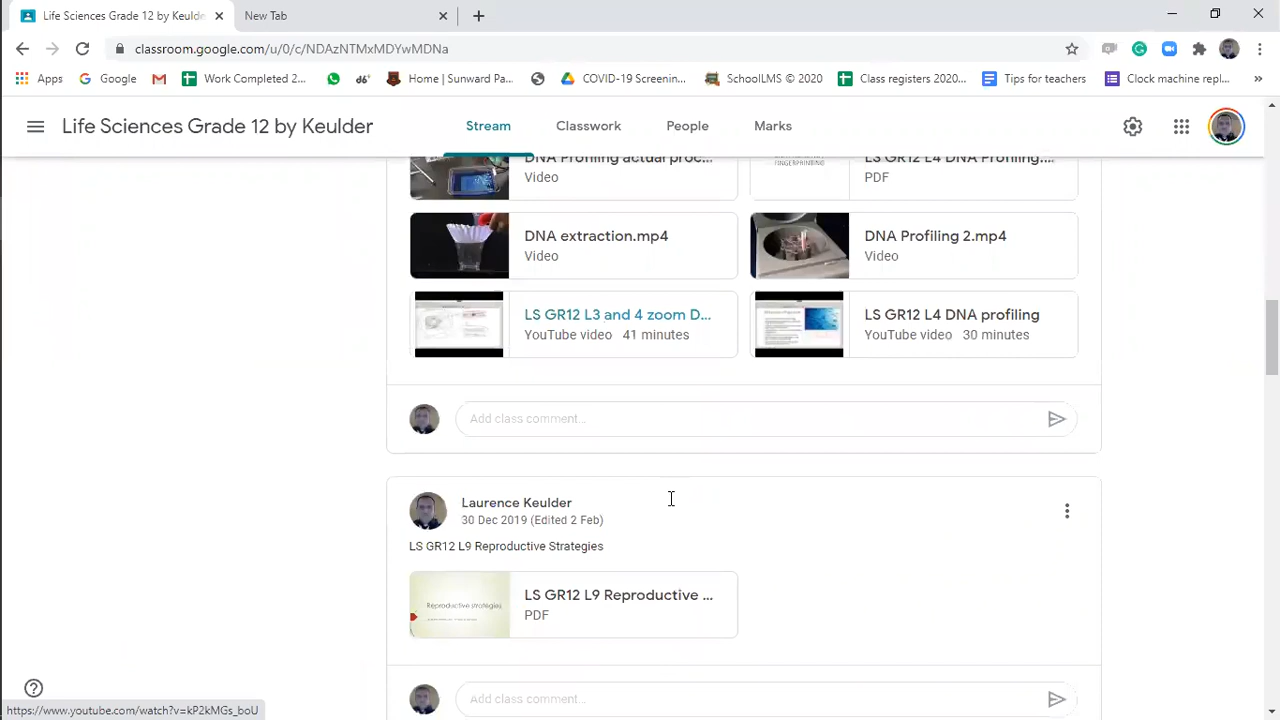 Life Sciences Grade 12 by Keulde
New Tab
classroom.google.com/u/0/c/NDAzNTMxMDYwMDNa
Apps
Google
Work Completed 2...
Home | Sunward Pa...
COVID-19 Screenin...
SchoolLMS © 2020
Class registers 2020...
Tips for teachers
Clock machine repl...
»
Life Sciences Grade 12 by Keulder
Stream
Classwork
People
Marks
DNA Profiling actual proc...
Video
LS GR12 L4 DNA Profiling....
PDF
DNA extraction.mp4
Video
DNA Profiling 2.mp4
Video
LS GR12 L3 and 4 zoom D...
YouTube video 41 minutes
LS GR12 L4 DNA profiling
YouTube video 30 minutes
Add class comment...
Laurence Keulder
30 Dec 2019 (Edited 2 Feb)
LS GR12 L9 Reproductive Strategies
Reproductive strategies
LS GR12 L9 Reproductive ...
PDF
Add class comment...
https://www.youtube.com/watch?v=kP2kMGs_boU